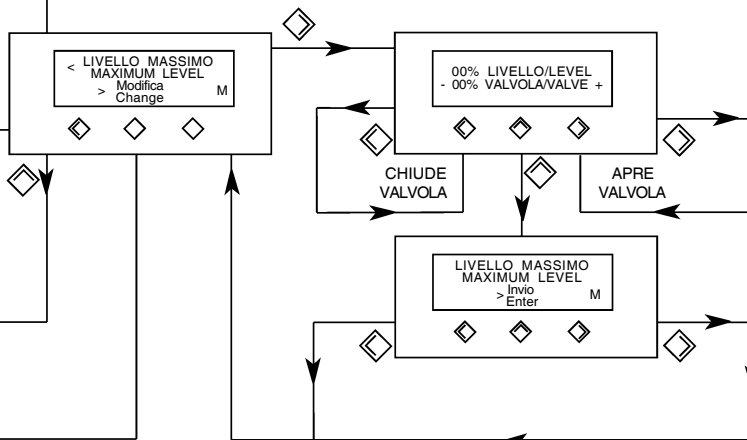 < LIVELLO MASSIMO
MAXIMUM LEVEL
> Modifica
Change M
00% LIVELLO/LEVEL
- 00% VALVOLA/VALVE +
CHIUDE
VALVOLA
APRE
VALVOLA
LIVELLO MASSIMO
MAXIMUM LEVEL
> Invio
Enter M